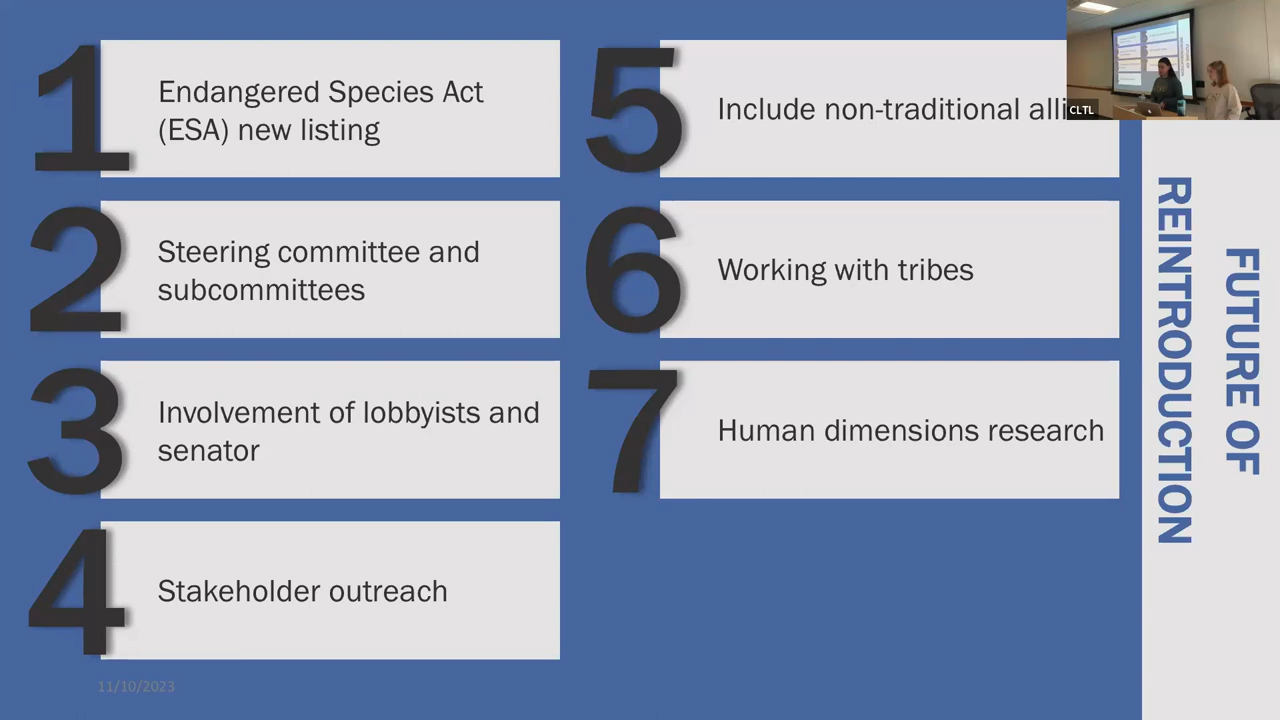 1
Endangered Species Act
(ESA) new listing
2
Steering committee and
subcommittees
3
Involvement of lobbyists and
senator
4
Stakeholder outreach
5
Include non-traditional
6
Working with tribes
7
Human dimensions research
FUTURE OF
REINTRODUCTION
CLTL
11/10/2023